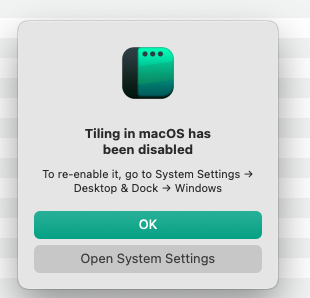 Tiling in macOS has
been disabled
To re-enable it, go to System Settings →
Desktop & Dock → Windows
OK
Open System Settings